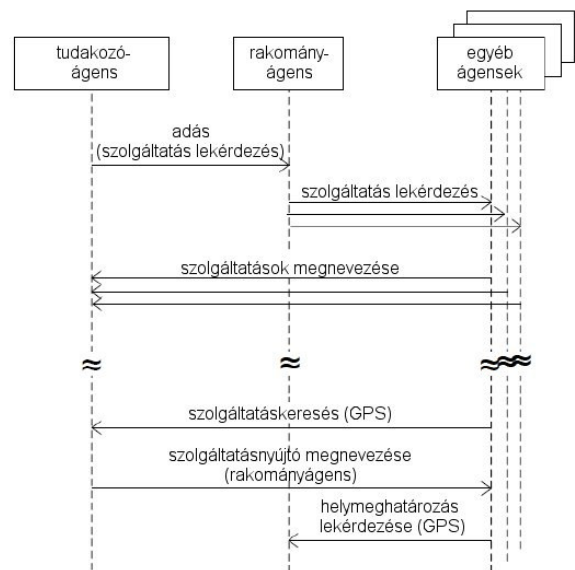 tudakozó-
ágens
rakomány-
ágens
egyéb
ágensek
adás
(szolgáltatás lekérdezés)
szolgáltatás lekérdezés
szolgáltatások megnevezése
szolgáltatáskeresés (GPS)
szolgáltatásnyújtó megnevezése
(rakományágens)
helymeghatározás
lekérdezése (GPS)